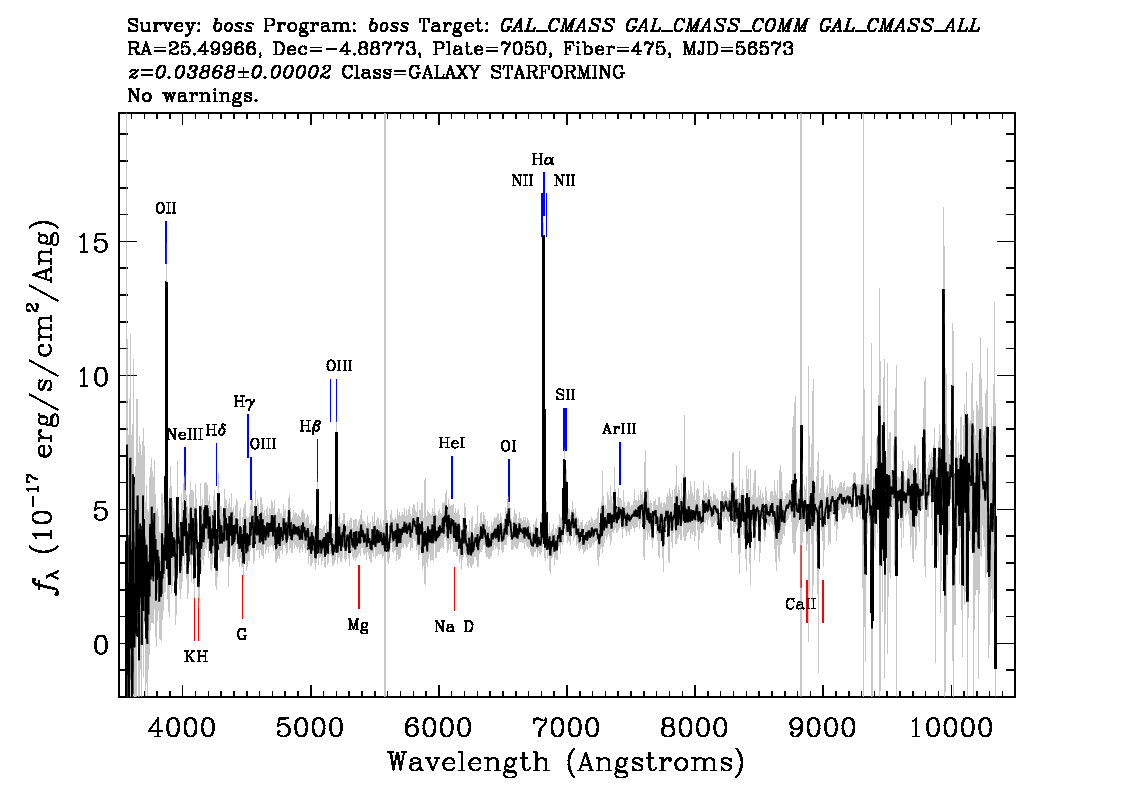 Survey: boss Program: boss Target: GAL_CMASS GAL_CMASS_COMM GAL_CMASS_ALL
RA=25.49966, Dec=−4.88773, Plate=7050, Fiber=475, MJD=56573
z=0.03868±0.00002 Class=GALAXY STARFORMING
No warnings.
Hα
NII NII
OII
15
OIII
10
SII
Hγ
Hβ
ArIII
NeIII Hδ
OIII
HeI
OI
5
CaII
Mg
Na D
G
0
KH
fλ (10−17 erg/s/cm2/Ang)
4000 5000 6000 7000 8000 9000 10000
Wavelength (Angstroms)